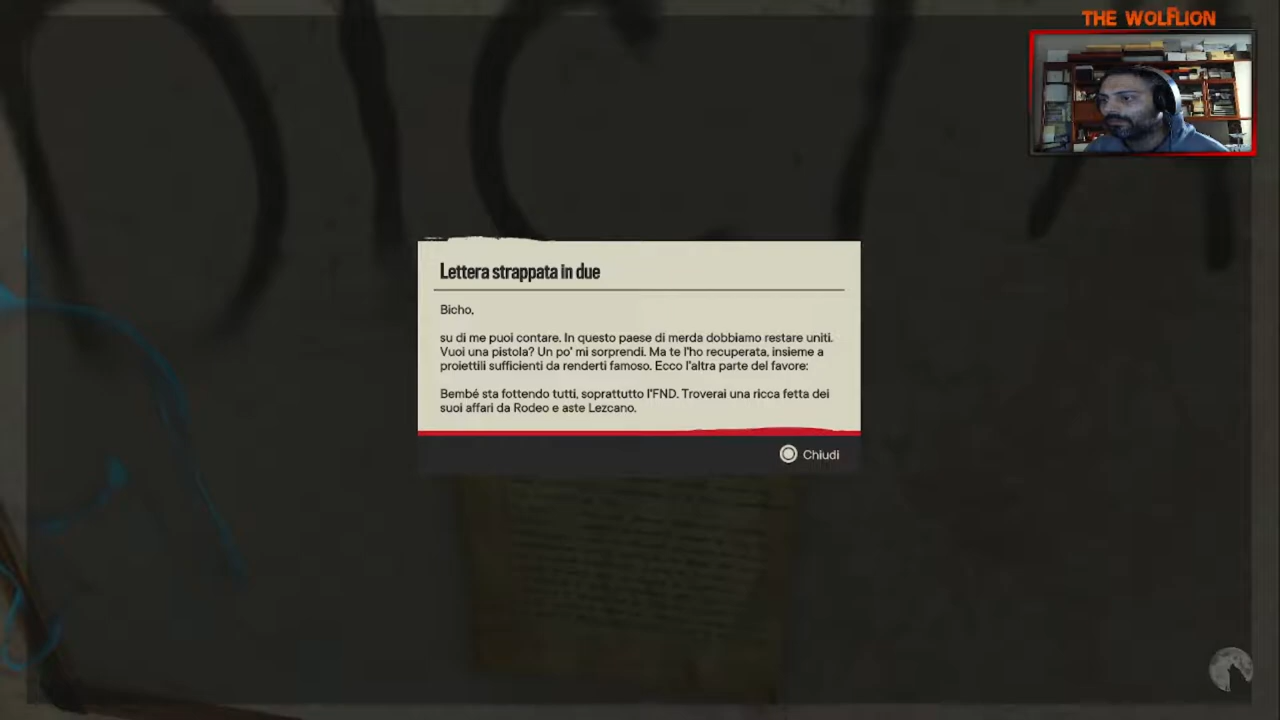 THE WOLFLION
Lettera strappata in due
Bicho,
su di me puoi contare. In questo paese di merda dobbiamo restare uniti.
Vuoi una pistola? Un po' mi sorprendi. Ma te l'ho recuperata, insieme a
proiettili sufficienti da renderti famoso. Ecco l'altra parte del favore:
Bembé sta fottendo tutti, soprattutto l'FND. Troverai una ricca fetta dei
suoi affari da Rodeo e aste Lezcano.
Chiudi